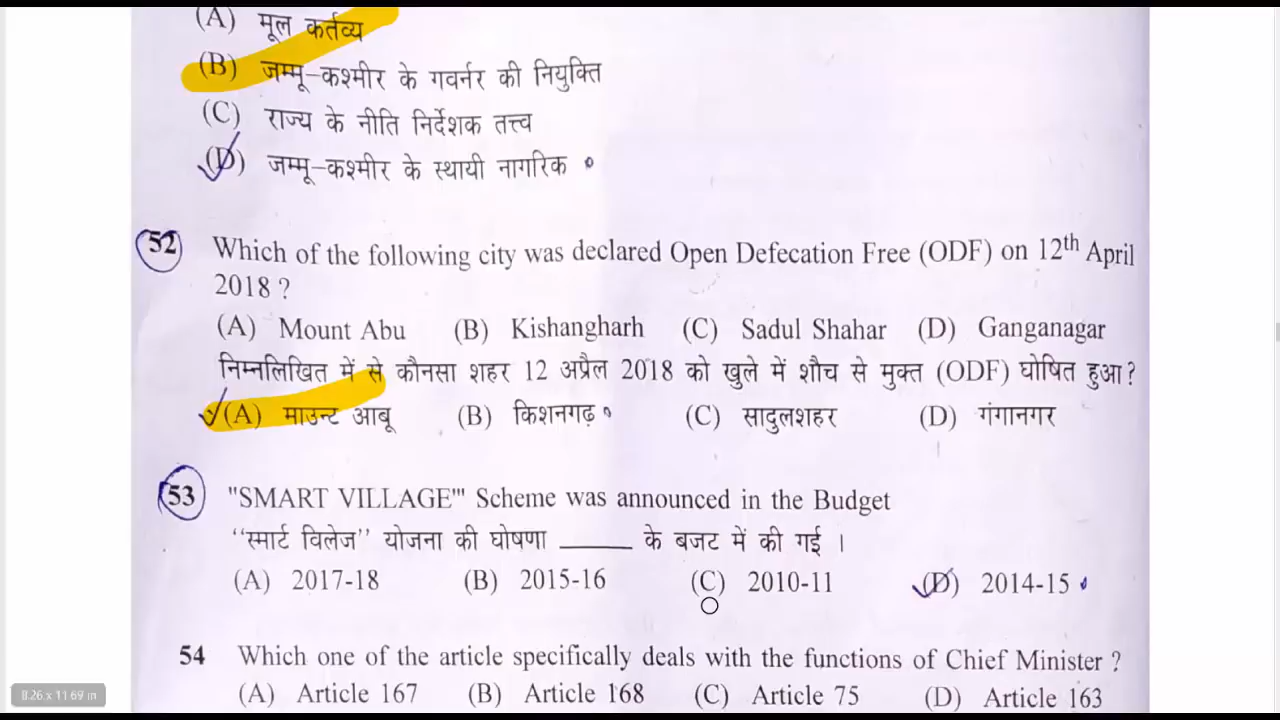 (A) मूल कर्तव्य
(B) जम्मू–कश्मीर के गवर्नर की नियुक्ति
(C) राज्य के नीति निर्देशक तत्त्व
(D) जम्मू–कश्मीर के स्थायी नागरिक
52 Which of the following city was declared Open Defecation Free (ODF) on 12th April
2018 ?
(A) Mount Abu (B) Kishangharh (C) Sadul Shahar (D) Ganganagar
निम्नलिखित में से कौनसा शहर 12 अप्रैल 2018 को खुले में शौच से मुक्त (ODF) घोषित हुआ?
(A) माउन्ट आबू (B) किशनगढ़ (C) सादुलशहर (D) गंगानगर
53 "SMART VILLAGE"' Scheme was announced in the Budget
‘‘स्मार्ट विलेज’’ योजना की घोषणा ______ के बजट में की गई ।
(A) 2017-18 (B) 2015-16 (C) 2010-11 (D) 2014-15
54 Which one of the article specifically deals with the functions of Chief Minister ?
(A) Article 167 (B) Article 168 (C) Article 75 (D) Article 163
8.26 x 11.69 in